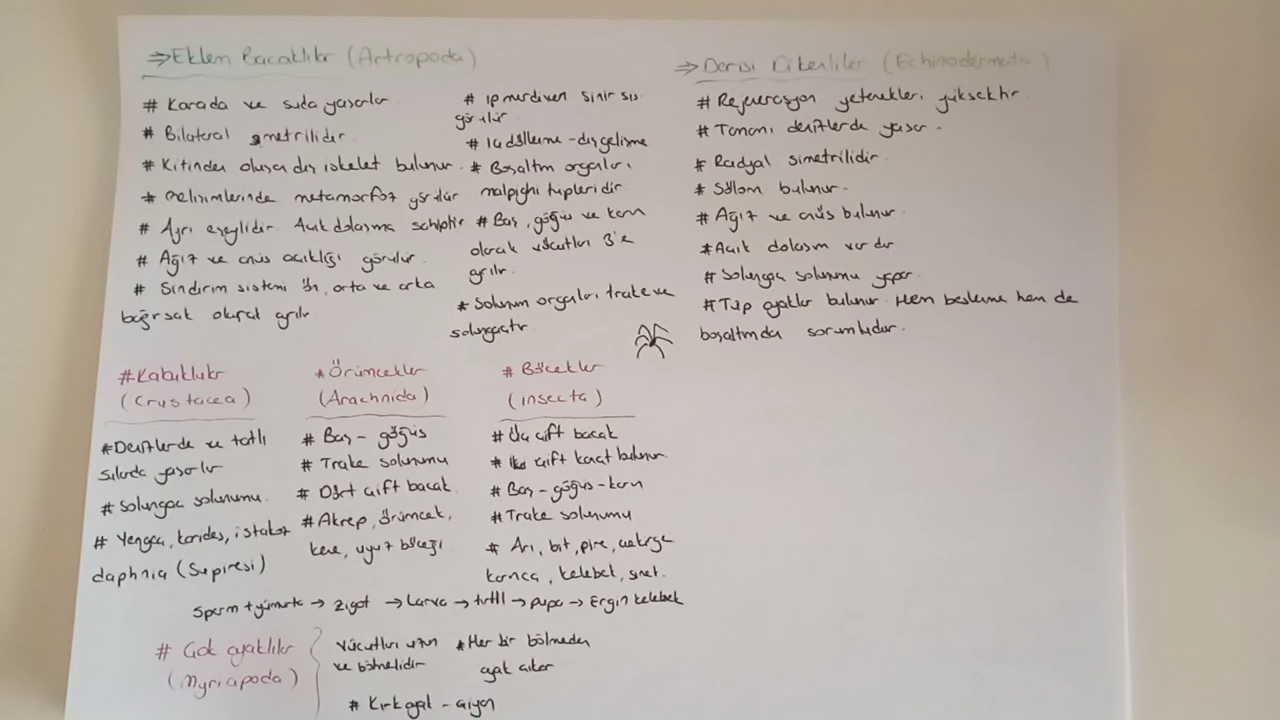 ⇒ Eklem Bacaklılar (Artropoda)
# Karada ve suda yaşarlar
# Bilateral simetrilidir
# Kitinden oluşan dış iskelet bulunur.
# Gelişimlerinde metamorfoz görülür
# Ayrı eşeylidir. Açık dolaşıma sahiptir
# Ağız ve anüs açıklığı görülür.
# Sindirim sistemi ön, orta ve arka
bağırsak olarak ayrılır
# ip merdiven sinir sis.
görülür
# İç dölleme - dış gelişme
# Boşaltım organları
malpighi tüpleridir.
# Baş, göğüs ve karın
olarak vücutları 3'e
ayrılır.
# Solunum organları trake ve
solungaçtır.
⇒ Derisi Dikenliler (Echinodermata)
# Rejenerasyon yetenekleri yüksektir
# Tamamı denizlerde yaşar.
# Radyal simetrilidir.
# Sölom bulunur.
# Ağız ve anüs bulunur.
# Açık dolaşım vardır
# Solungaç solunumu yapar.
# Tüp ayaklar bulunur. Hem beslenme hem de
boşaltımda sorumludur.
# Kabuklular
(Crustacea)
# Denizlerde ve tatlı
sularda yaşarlar
# Solungaç solunumu.
# Yengeç, karides, istakoz
daphnia (Su piresi)
# Örümcekler
(Arachnida)
# Baş - göğüs
# Trake solunumu
# Dört çift bacak.
# Akrep, örümcek,
kene, uyuz böceği
# Böcekler
(insecta)
# Üç çift bacak
# İki çift kanat bulunur.
# Baş - göğüs - karın
# Trake solunumu
# Arı, bit, pire, çekirge
karınca, kelebek, sinek.
Sperm + yumurta → Zigot → Larva → tırtıl → pupa → Ergin kelebek
# Çok ayaklılar
(Myriapoda)
Vücutları uzun
ve bölmelidir
# Her bir bölmeden
ayak çıkar
# Kırkayak - Çiyan